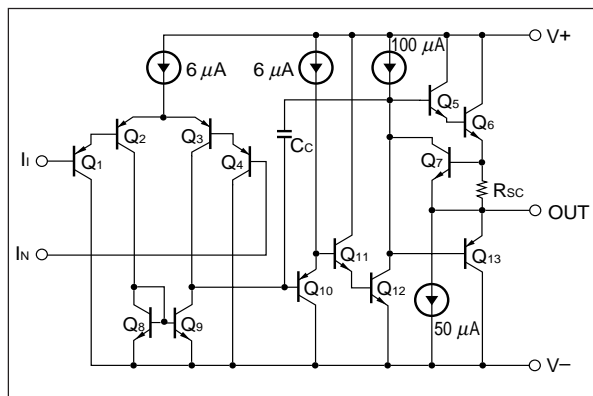 V+
6 μA
6 μA
100 μA
Q5
Q6
Q2
Q3
CC
Q7
II
Q1
Q4
RSC
OUT
IN
Q11
Q13
Q10
Q12
Q8
Q9
50 μA
V−